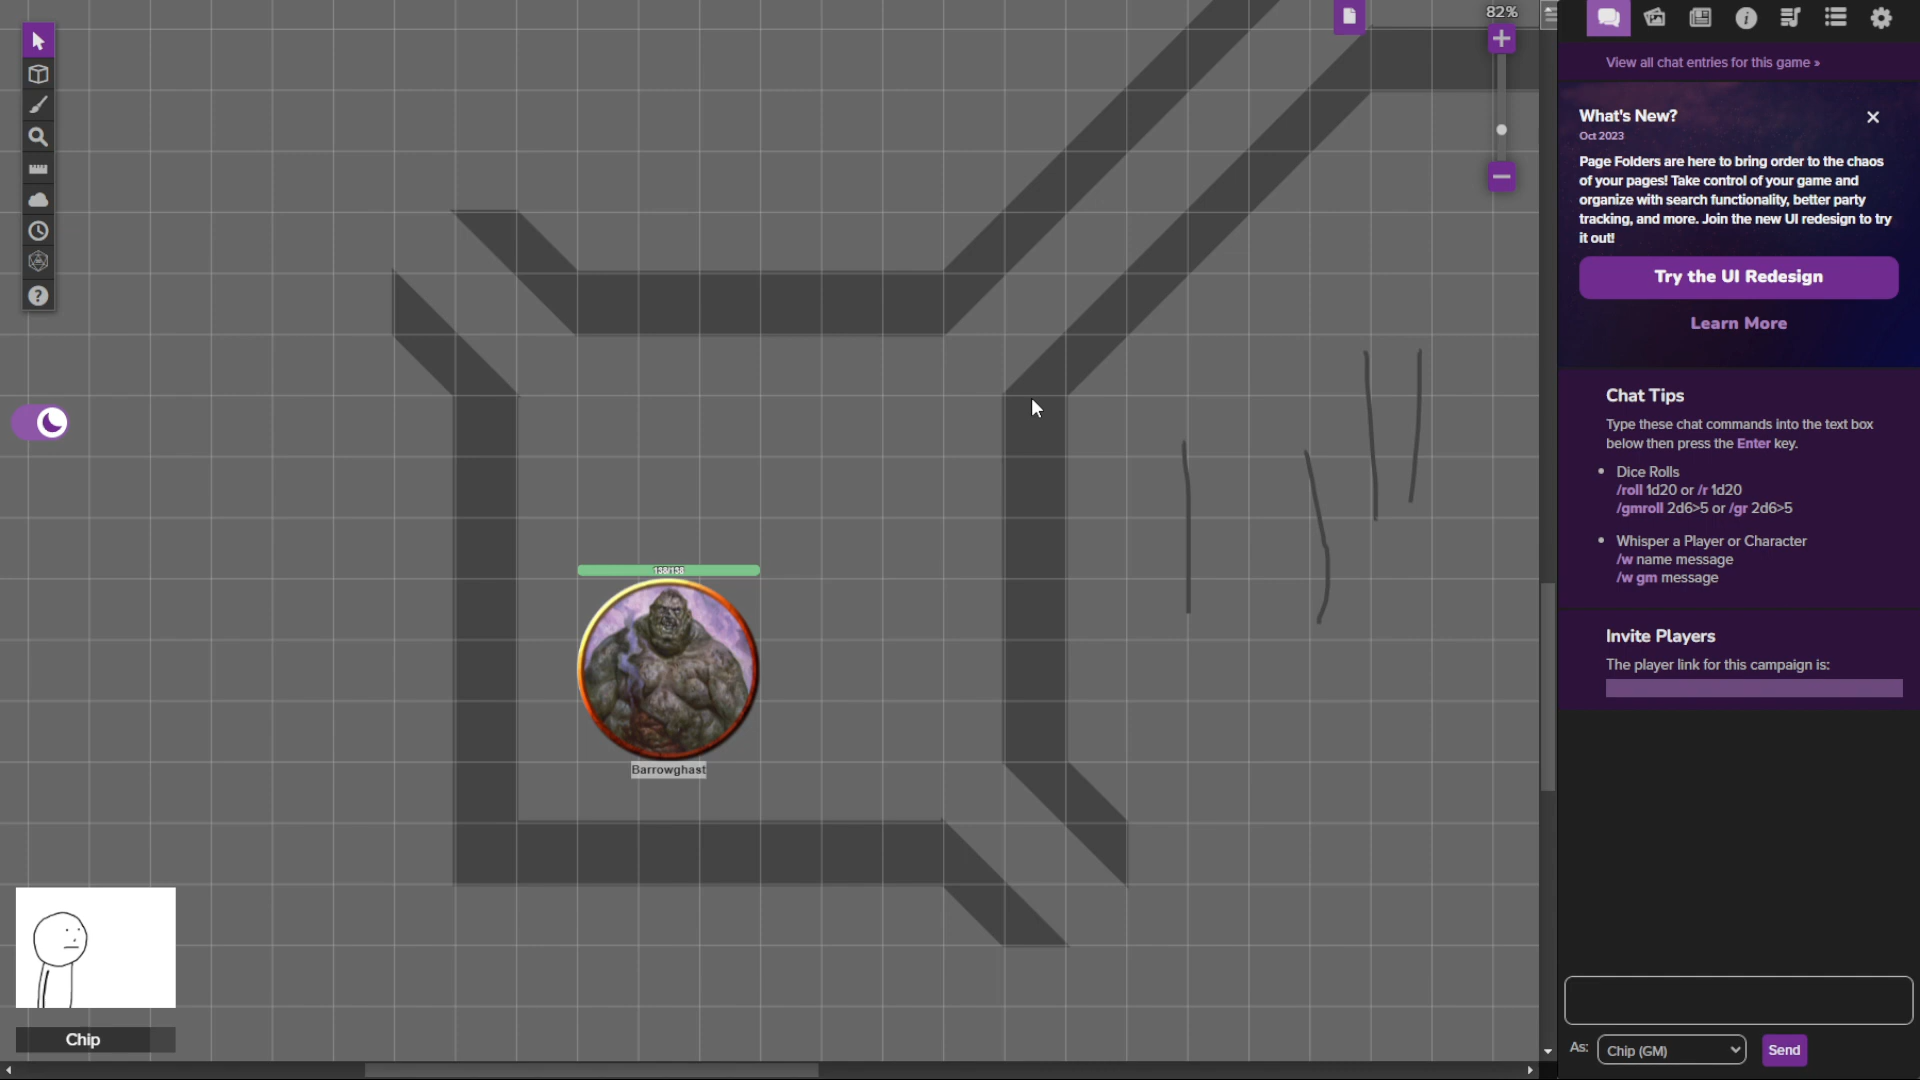 82%
View all chat entries for this game »
What's New?
Oct 2023
Page Folders are here to bring order to the chaos
of your pages! Take control of your game and
organize with search functionality, better party
tracking, and more. Join the new UI redesign to try
it out!
Try the UI Redesign
Learn More
Chat Tips
Type these chat commands into the text box
below then press the Enter key.
• Dice Rolls
/roll 1d20 or /r 1d20
/gmroll 2d6>5 or /gr 2d6>5
• Whisper a Player or Character
/w name message
/w gm message
Invite Players
The player link for this campaign is:
138/138
Barrowghast
Chip
As: Chip (GM) Send